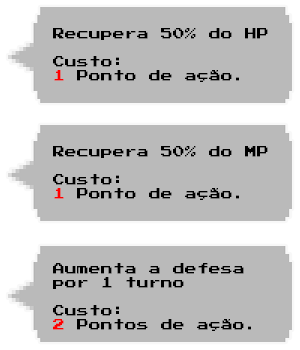 Recupera 50% do HP
Custo:
1 Ponto de ação.
Recupera 50% do MP
Custo:
1 Ponto de ação.
Aumenta a defesa
por 1 turno
Custo:
2 Pontos de ação.